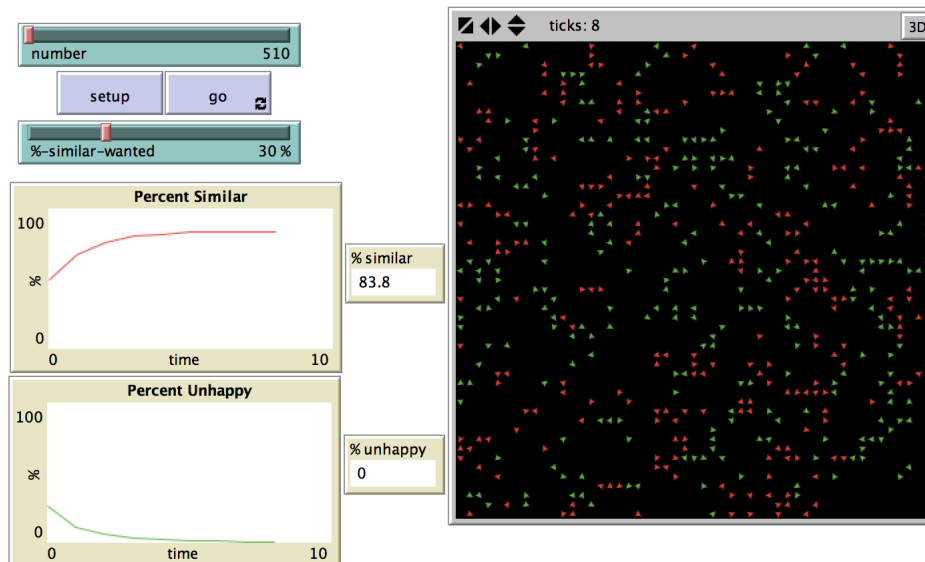 number 510
setup
go
%-similar-wanted 30 %
Percent Similar
100
%
0
0 time 10
% similar
83.8
Percent Unhappy
100
%
0
0 time 10
% unhappy
0
ticks: 8
3D